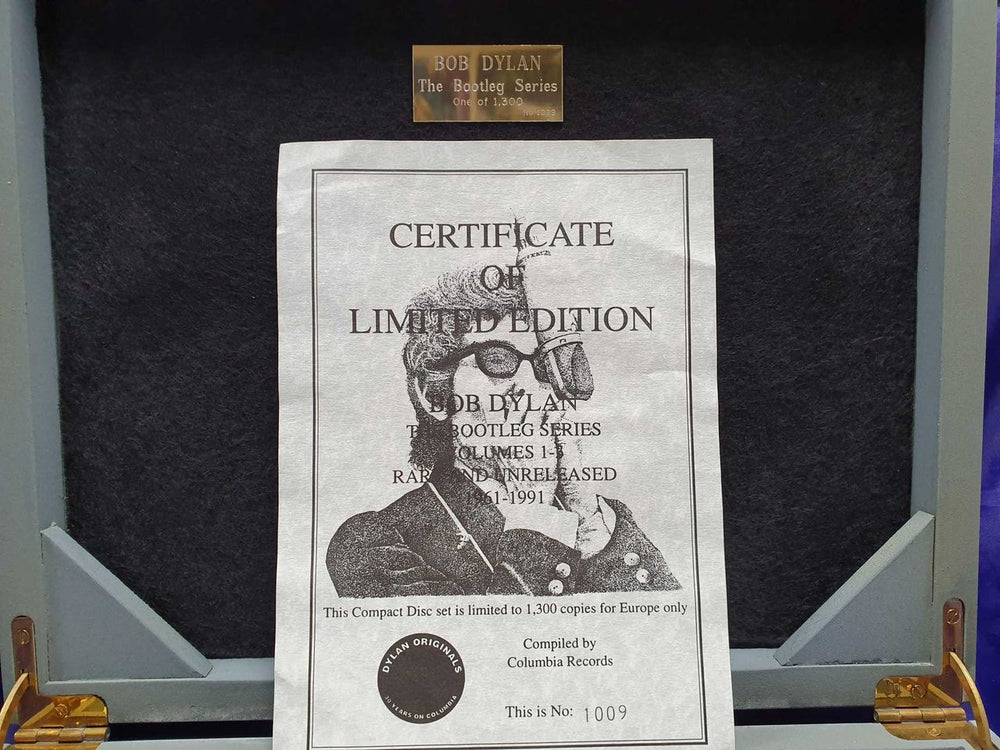 BOB DYLAN
The Bootleg Series
One of 1,300
No
CERTIFICATE
OF
LIMITED EDITION
BOB DYLAN
THE BOOTLEG SERIES
VOLUMES 1-3
RARE AND UNRELEASED
1961-1991
This Compact Disc set is limited to 1,300 copies for Europe only
DYLAN ORIGINALS
30 YEARS ON COLUMBIA
Compiled by
Columbia Records
This is No: 1009